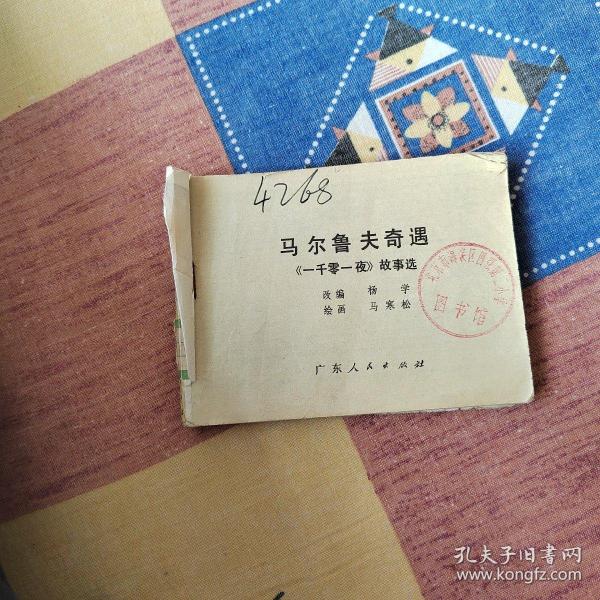 4268
马尔鲁夫奇遇
《一千零一夜》故事选
改编 杨学
绘画 马寒松
图书馆
广东人民出版社
孔夫子旧书网
www.kongfz.com